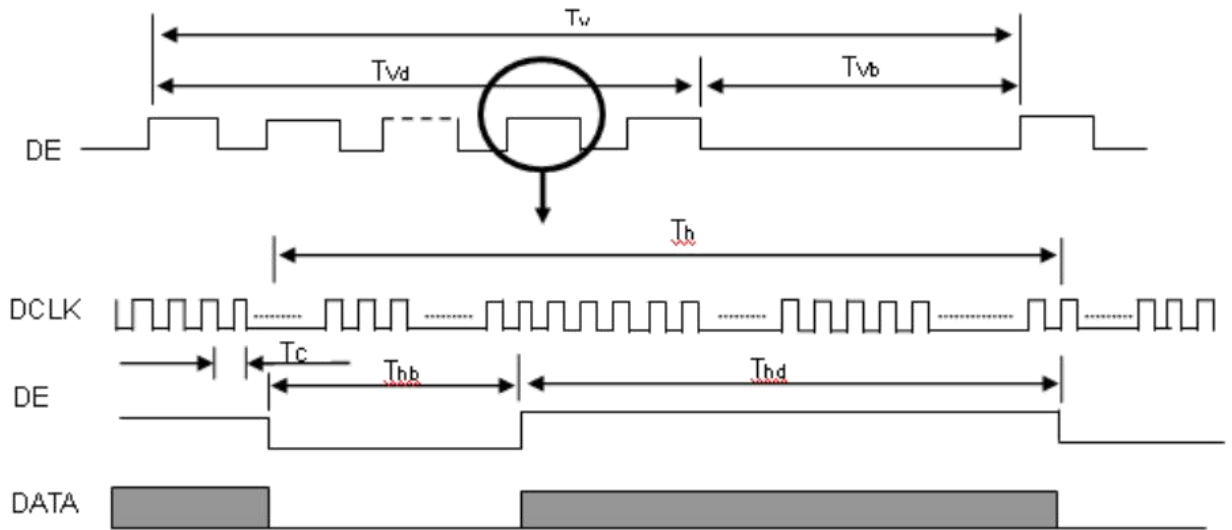 Tv
Tvd
Tvb
DE
Th
DCLK
Tc
Thb
Thd
DE
DATA